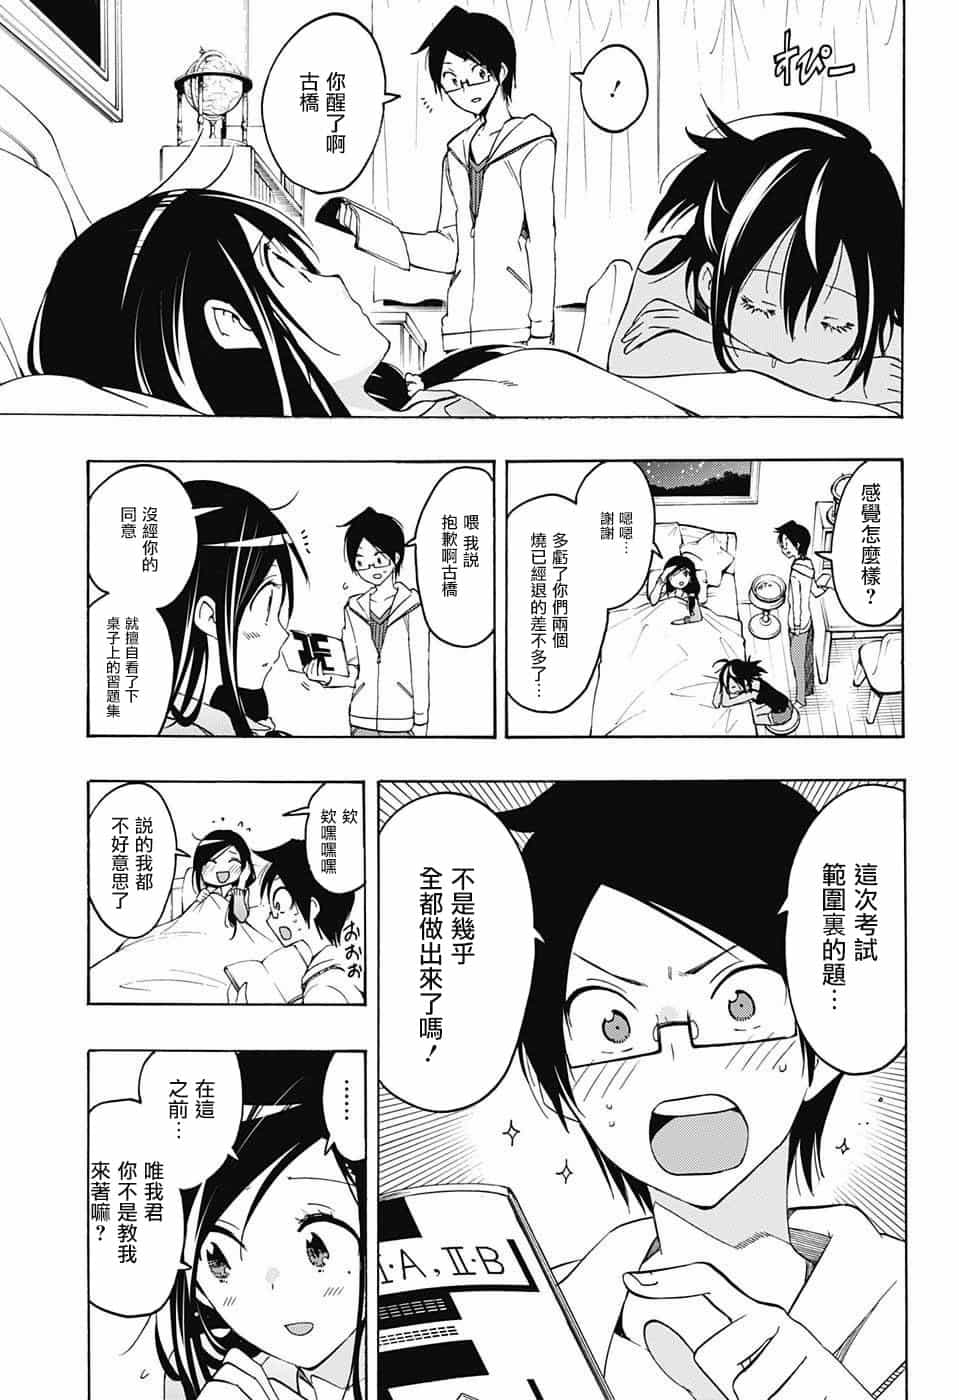 すぴー
！
你醒了啊
古橋
感覺怎麼樣?
嗯嗯…
謝謝
多虧了你們兩個
燒已經退的差不多了…
喂 我説
抱歉啊古橋
沒經你的
同意
就擅自看了下
桌子上的習題集
這次考試
範圍裏的題…
不是幾乎
全都做出來了嗎!
I·A,II·B
欸
欸嘿嘿嘿
説的我都
不好意思了
おおお
……
在這
之前…
唯我君
你不是教我
來著嘛?